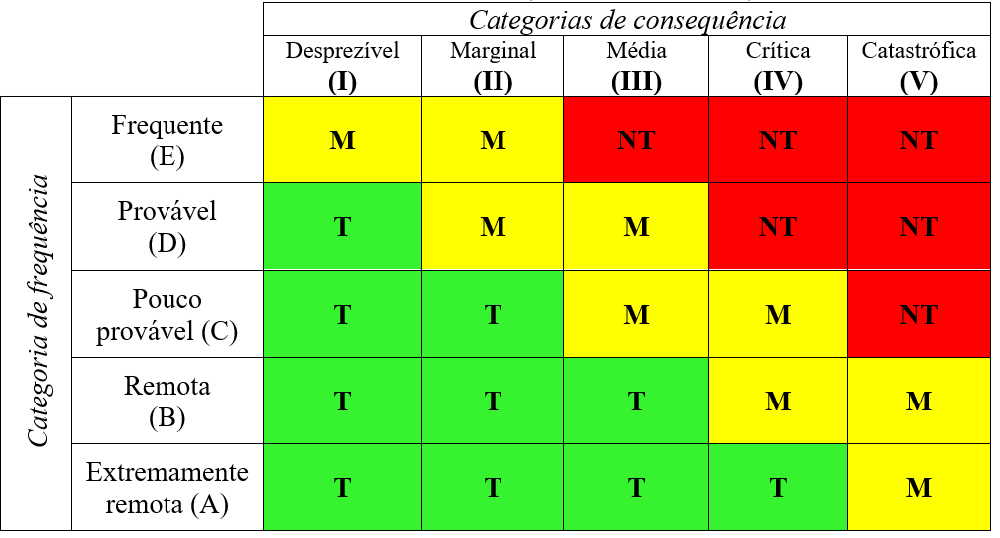 Categorias de consequência
Desprezível
(I)
Marginal
(II)
Média
(III)
Crítica
(IV)
Catastrófica
(V)
Categoria de frequência
Frequente
(E)
M
M
NT
NT
NT
Provável
(D)
T
M
M
NT
NT
Pouco
provável (C)
T
T
M
M
NT
Remota
(B)
T
T
T
M
M
Extremamente
remota (A)
T
T
T
T
M